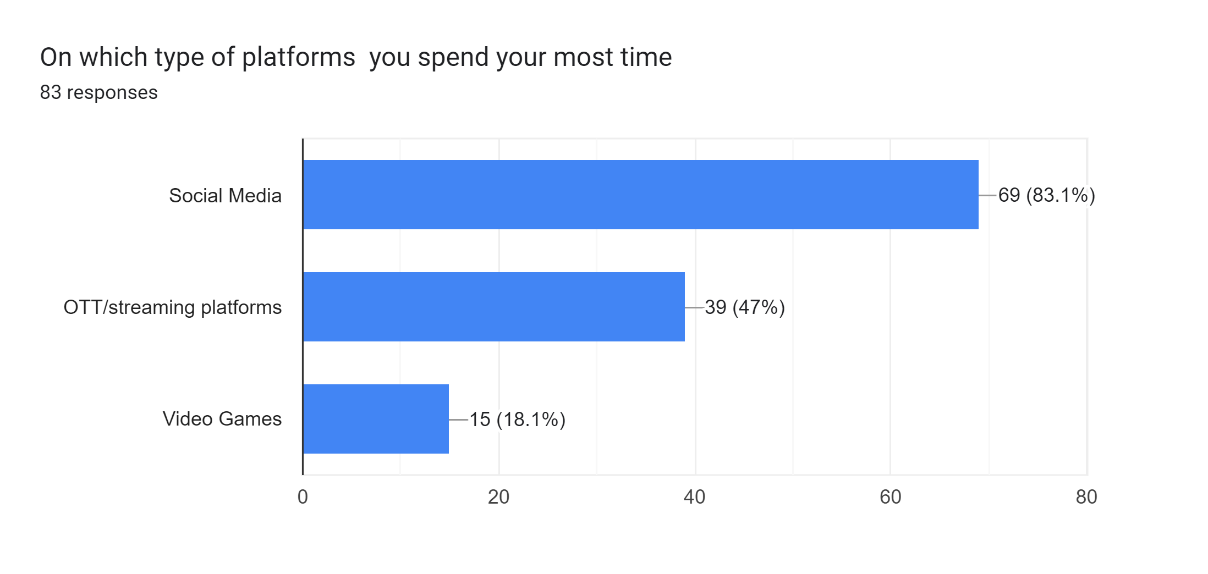 On which type of platforms  you spend your most time
83 responses
Social Media
69 (83.1%)
OTT/streaming platforms
39 (47%)
Video Games
15 (18.1%)
0 20 40 60 80